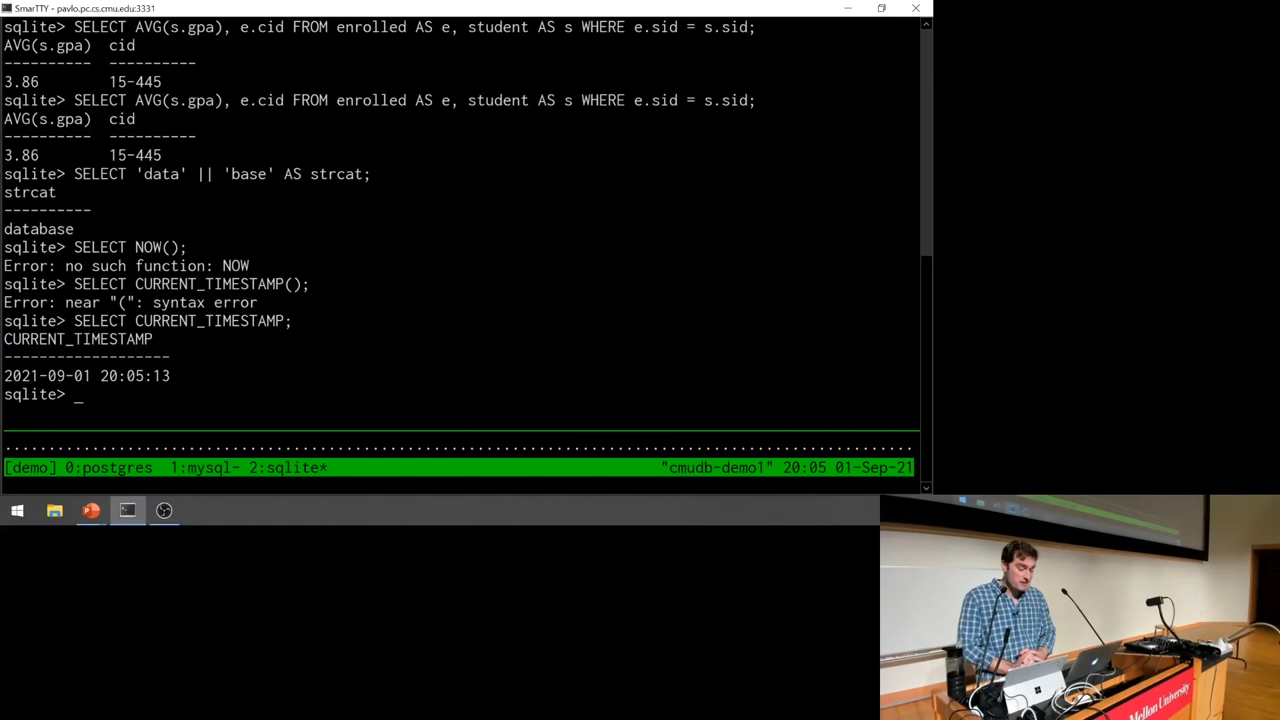 SmarTTY - pavlo.pc.cs.cmu.edu:3331
sqlite> SELECT AVG(s.gpa), e.cid FROM enrolled AS e, student AS s WHERE e.sid = s.sid;
AVG(s.gpa)  cid
----------  ----------
3.86        15-445
sqlite> SELECT AVG(s.gpa), e.cid FROM enrolled AS e, student AS s WHERE e.sid = s.sid;
AVG(s.gpa)  cid
----------  ----------
3.86        15-445
sqlite> SELECT 'data' || 'base' AS strcat;
strcat
----------
database
sqlite> SELECT NOW();
Error: no such function: NOW
sqlite> SELECT CURRENT_TIMESTAMP();
Error: near "(": syntax error
sqlite> SELECT CURRENT_TIMESTAMP;
CURRENT_TIMESTAMP
-------------------
2021-09-01 20:05:13
sqlite> _
[demo] 0:postgres  1:mysql- 2:sqlite*  "cmudb-demo1" 20:05 01-Sep-21
Mellon University